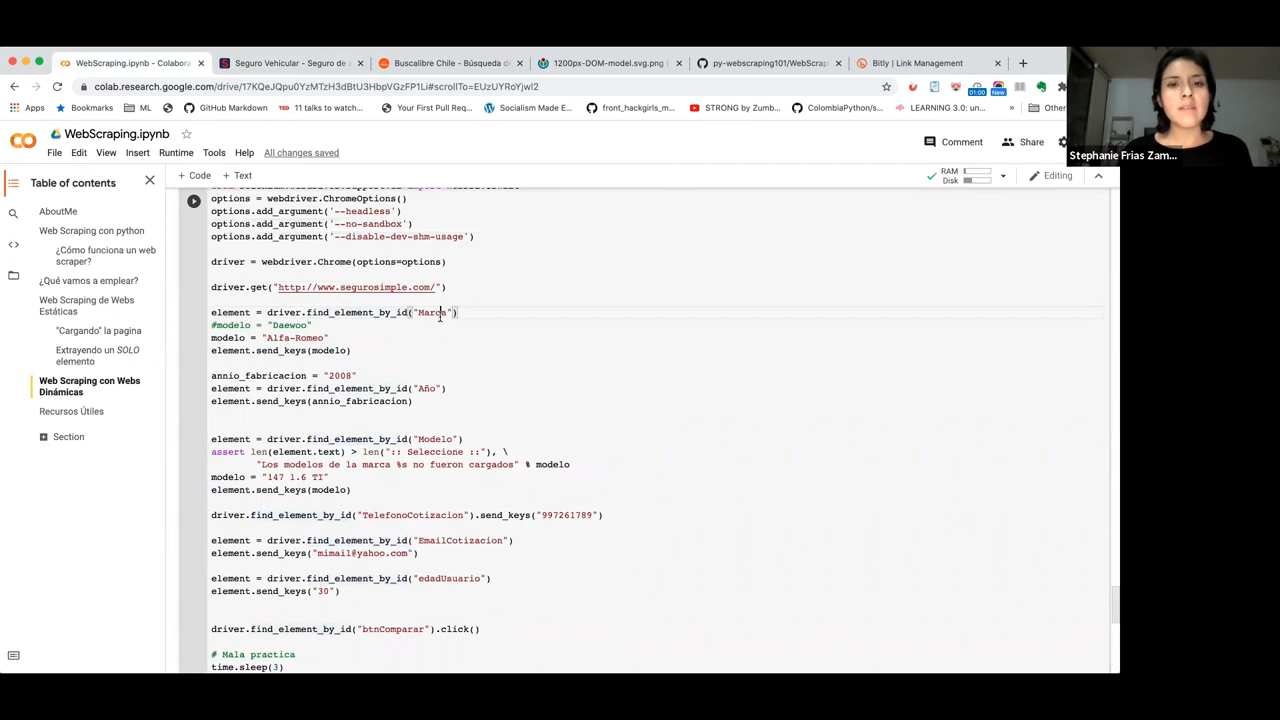 WebScraping.ipynb - Colabora
Seguro Vehicular - Seguro de a
Buscalibre Chile - Búsqueda de
1200px-DOM-model.svg.png (
py-webscraping101/WebScrap
Bitly | Link Management
colab.research.google.com/drive/17KQeJQpu0YzMTzH3dBtU3HbpVGzFP1Li#scrollTo=EUzUYRoYjwl2
Apps
Bookmarks
ML
GitHub Markdown
TED 11 talks to watch...
Your First Pull Req...
Socialism Made E...
front_hackgirls_m...
STRONG by Zumb...
ColombiaPython/s...
LEARNING 3.0: un...
»
Other
01:00
New
Stephanie Frias Zam...
WebScraping.ipynb
File Edit View Insert Runtime Tools Help All changes saved
Comment
Share
Table of contents
+ Code + Text
RAM
Disk
Editing
AboutMe
Web Scraping con python
¿Cómo funciona un web
scraper?
¿Qué vamos a emplear?
Web Scraping de Webs
Estáticas
"Cargando" la pagina
Extrayendo un SOLO
elemento
Web Scraping con Webs
Dinámicas
Recursos Útiles
Section
options = webdriver.ChromeOptions()
options.add_argument('--headless')
options.add_argument('--no-sandbox')
options.add_argument('--disable-dev-shm-usage')
driver = webdriver.Chrome(options=options)
driver.get("http://www.segurosimple.com/")
element = driver.find_element_by_id("Marca")
#modelo = "Daewoo"
modelo = "Alfa-Romeo"
element.send_keys(modelo)
annio_fabricacion = "2008"
element = driver.find_element_by_id("Año")
element.send_keys(annio_fabricacion)
element = driver.find_element_by_id("Modelo")
assert len(element.text) > len(":: Seleccione ::"), \
"Los modelos de la marca %s no fueron cargados" % modelo
modelo = "147 1.6 TI"
element.send_keys(modelo)
driver.find_element_by_id("TelefonoCotizacion").send_keys("997261789")
element = driver.find_element_by_id("EmailCotizacion")
element.send_keys("mimail@yahoo.com")
element = driver.find_element_by_id("edadUsuario")
element.send_keys("30")
driver.find_element_by_id("btnComparar").click()
# Mala practica
time.sleep(3)